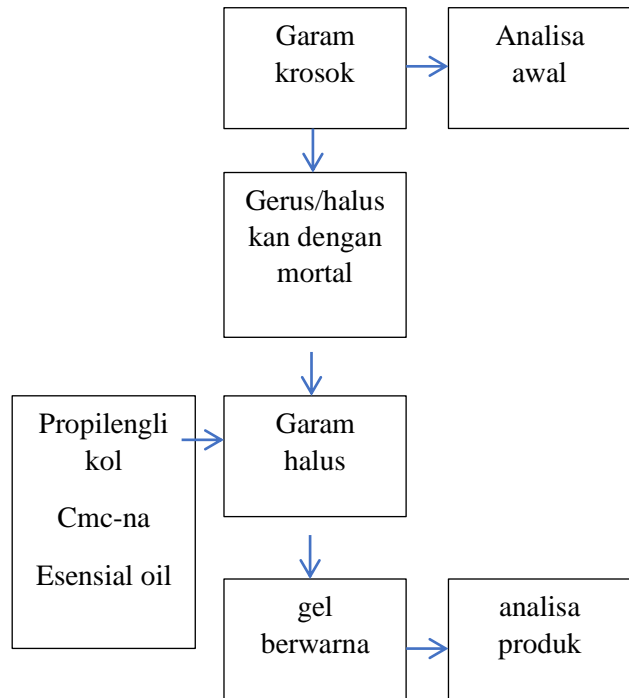 Garam
krosok
Analisa
awal
Gerus/halus
kan dengan
mortal
Propilengli
kol
Cmc-na
Esensial oil
Garam
halus
gel
berwarna
analisa
produk